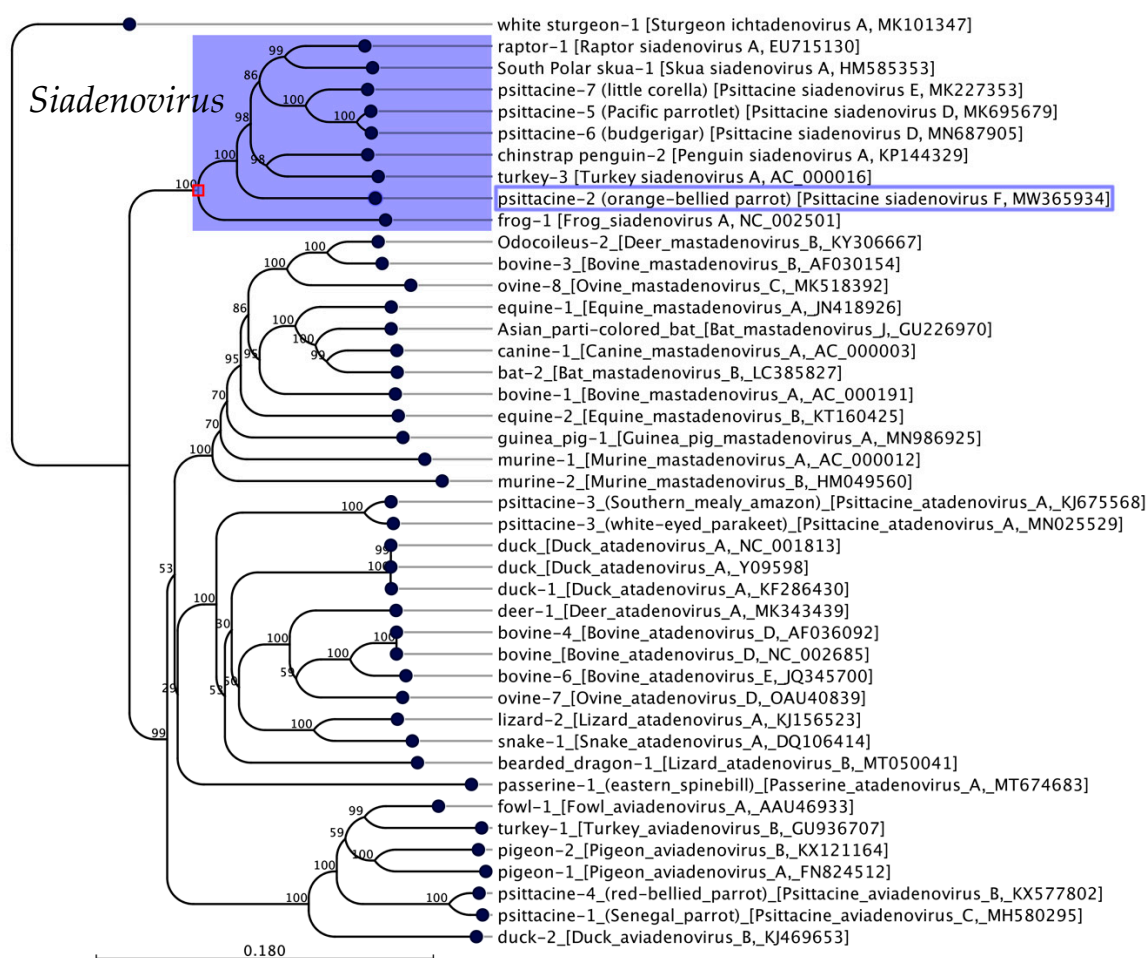 white sturgeon-1 [Sturgeon ichtadenovirus A, MK101347]
Siadenovirus
raptor-1 [Raptor siadenovirus A, EU715130]
99
South Polar skua-1 [Skua siadenovirus A, HM585353]
86
psittacine-7 (little corella) [Psittacine siadenovirus E, MK227353]
100
psittacine-5 (Pacific parrotlet) [Psittacine siadenovirus D, MK695679]
100
98
psittacine-6 (budgerigar) [Psittacine siadenovirus D, MN687905]
chinstrap penguin-2 [Penguin siadenovirus A, KP144329]
100
98
turkey-3 [Turkey siadenovirus A, AC_000016]
100
psittacine-2 (orange-bellied parrot) [Psittacine siadenovirus F, MW365934]
frog-1 [Frog_siadenovirus A, NC_002501]
Odocoileus-2_[Deer_mastadenovirus_B,_KY306667]
100
bovine-3_[Bovine_mastadenovirus_B,_AF030154]
100
ovine-8_[Ovine_mastadenovirus_C,_MK518392]
86
equine-1_[Equine_mastadenovirus_A,_JN418926]
100
Asian_parti-colored_bat_[Bat_mastadenovirus_J,_GU226970]
100
canine-1_[Canine_mastadenovirus_A,_AC_000003]
95
99
95
bat-2_[Bat_mastadenovirus_B,_LC385827]
bovine-1_[Bovine_mastadenovirus_A,_AC_000191]
70
equine-2_[Equine_mastadenovirus_B,_KT160425]
70
guinea_pig-1_[Guinea_pig_mastadenovirus_A,_MN986925]
100
murine-1_[Murine_mastadenovirus_A,_AC_000012]
murine-2_[Murine_mastadenovirus_B,_HM049560]
psittacine-3_(Southern_mealy_amazon)_[Psittacine_atadenovirus_A,_KJ675568]
100
psittacine-3_(white-eyed_parakeet)_[Psittacine_atadenovirus_A,_MN025529]
duck_[Duck_atadenovirus_A,_NC_001813]
99
duck_[Duck_atadenovirus_A,_Y09598]
100
53
duck-1_[Duck_atadenovirus_A,_KF286430]
100
deer-1_[Deer_atadenovirus_A,_MK343439]
30
bovine-4_[Bovine_atadenovirus_D,_AF036092]
100
100
bovine_[Bovine_atadenovirus_D,_NC_002685]
100
bovine-6_[Bovine_atadenovirus_E,_JQ345700]
59
50
29
53
ovine-7_[Ovine_atadenovirus_D,_OAU40839]
lizard-2_[Lizard_atadenovirus_A,_KJ156523]
100
snake-1_[Snake_atadenovirus_A,_DQ106414]
99
bearded_dragon-1_[Lizard_atadenovirus_B,_MT050041]
passerine-1_(eastern_spinebill)_[Passerine_atadenovirus_A,_MT674683]
fowl-1_[Fowl_aviadenovirus_A,_AAU46933]
99
turkey-1_[Turkey_aviadenovirus_B,_GU936707]
59
pigeon-2_[Pigeon_aviadenovirus_B,_KX121164]
100
100
pigeon-1_[Pigeon_aviadenovirus_A,_FN824512]
psittacine-4_(red-bellied_parrot)_[Psittacine_aviadenovirus_B,_KX577802]
100
100
psittacine-1_(Senegal_parrot)_[Psittacine_aviadenovirus_C,_MH580295]
duck-2_[Duck_aviadenovirus_B,_KJ469653]
0.180